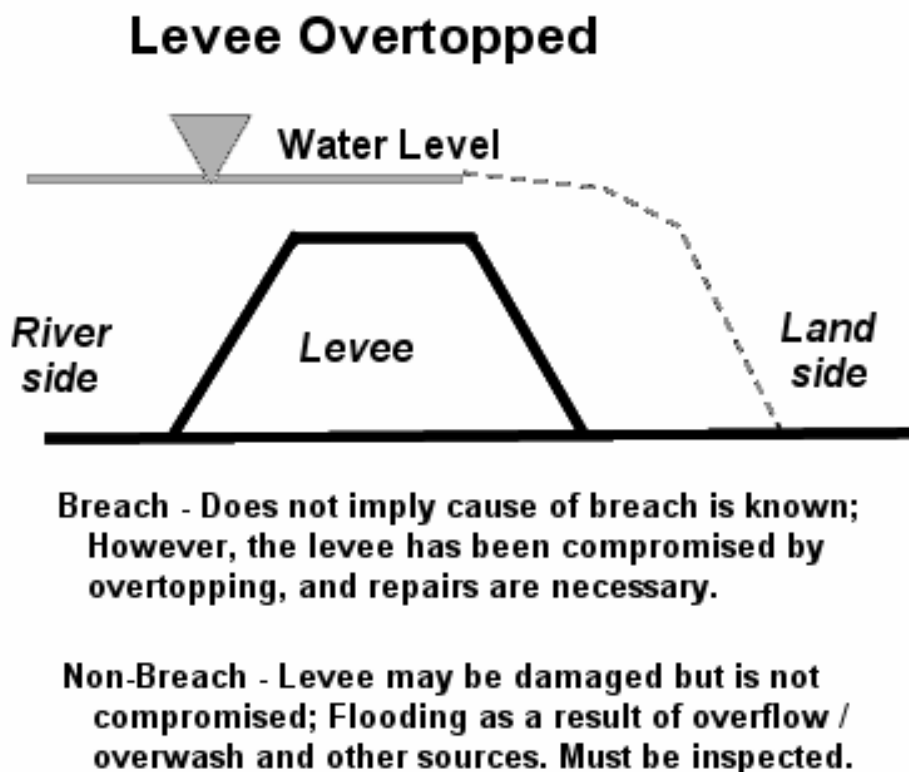 Levee Overtopped
Water Level
River
side
Levee
Land
side
Breach - Does not imply cause of breach is known;
However, the levee has been compromised by
overtopping, and repairs are necessary.
Non-Breach - Levee may be damaged but is not
compromised; Flooding as a result of overflow /
overwash and other sources. Must be inspected.